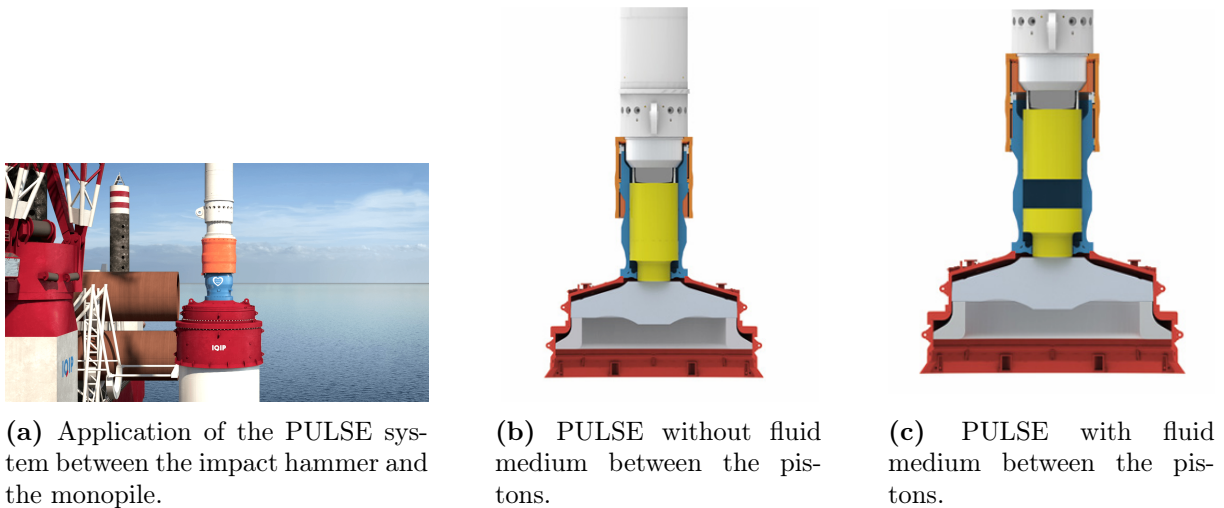 IQIP
IQIP
(a) Application of the PULSE sys-
tem between the impact hammer and
the monopile.
(b) PULSE without fluid
medium between the pis-
tons.
(c) PULSE with fluid
medium between the pis-
tons.